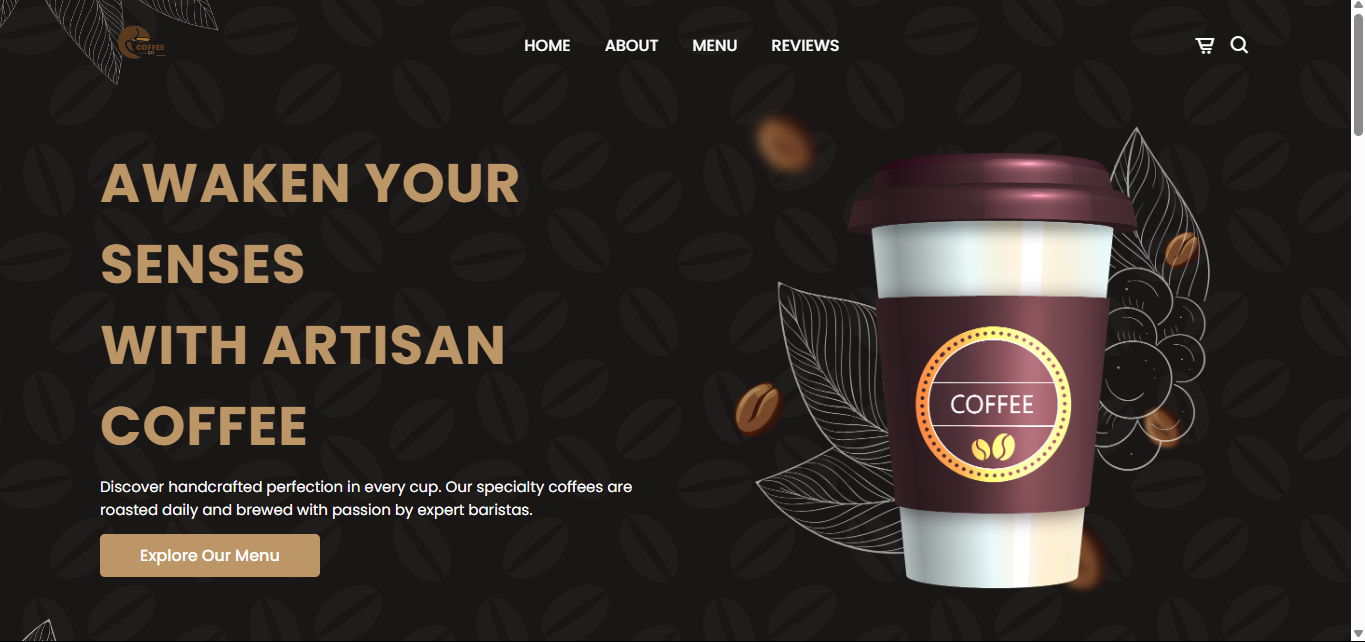 COFFEE
HOME ABOUT MENU REVIEWS
AWAKEN YOUR
SENSES
WITH ARTISAN
COFFEE
Discover handcrafted perfection in every cup. Our specialty coffees are
roasted daily and brewed with passion by expert baristas.
Explore Our Menu
COFFEE